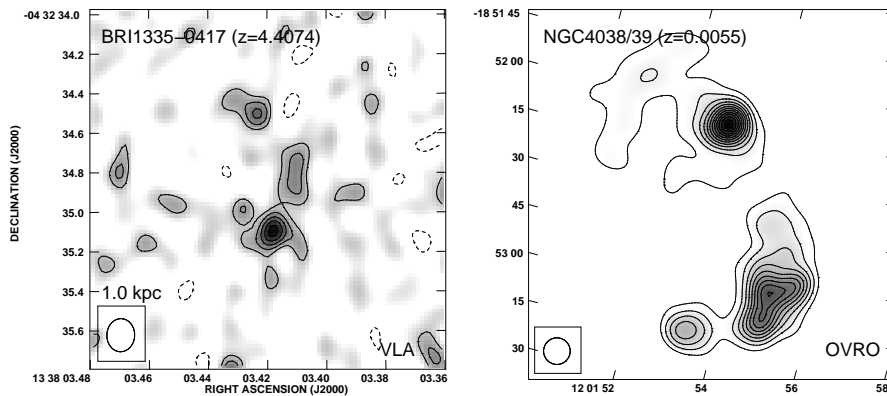 BRI1335-0417 (z=4.4074)
-04 32 34.0
34.2
34.4
34.6
34.8
35.0
35.2
35.4
35.6
DECLINATION (J2000)
1.0 kpc
VLA
13 38 03.48
03.46
03.44
03.42
03.40
03.38
03.36
RIGHT ASCENSION (J2000)
NGC4038/39 (z=0.0055)
-18 51 45
52 00
15
30
45
53 00
15
30
OVRO
12 01 52
54
56
58